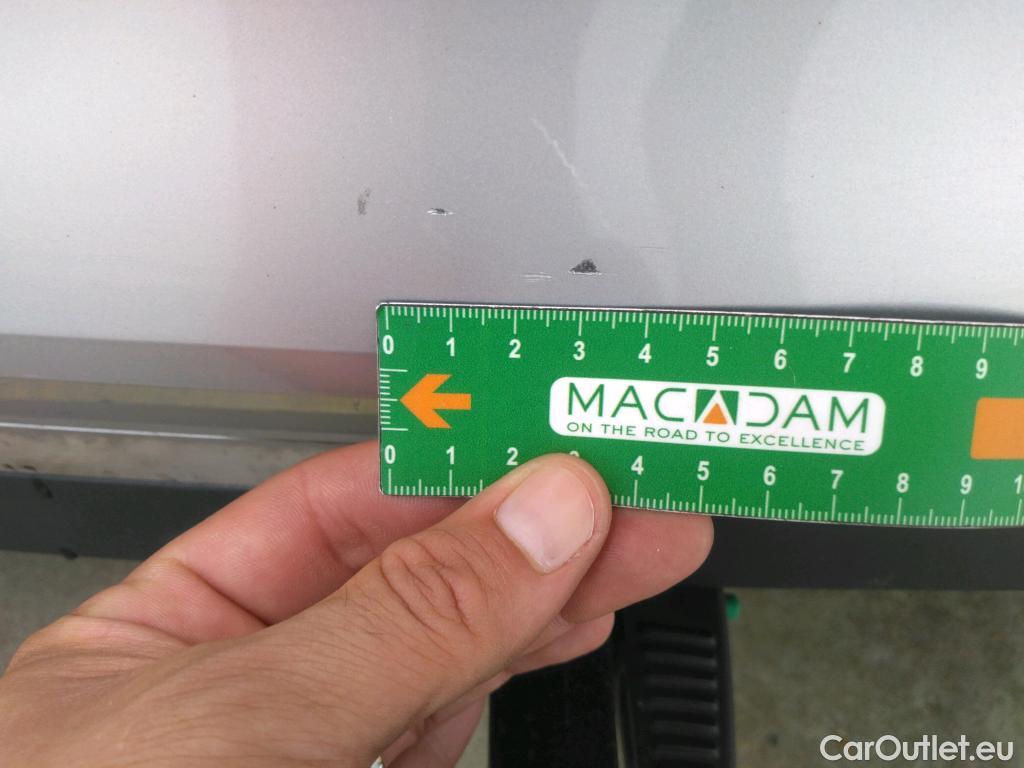 0 1 2 3 4 5 6 7 8 9
MACADAM
ON THE ROAD TO EXCELLENCE
0 1 2 4 5 6 7 8 9 1
CarOutlet.eu